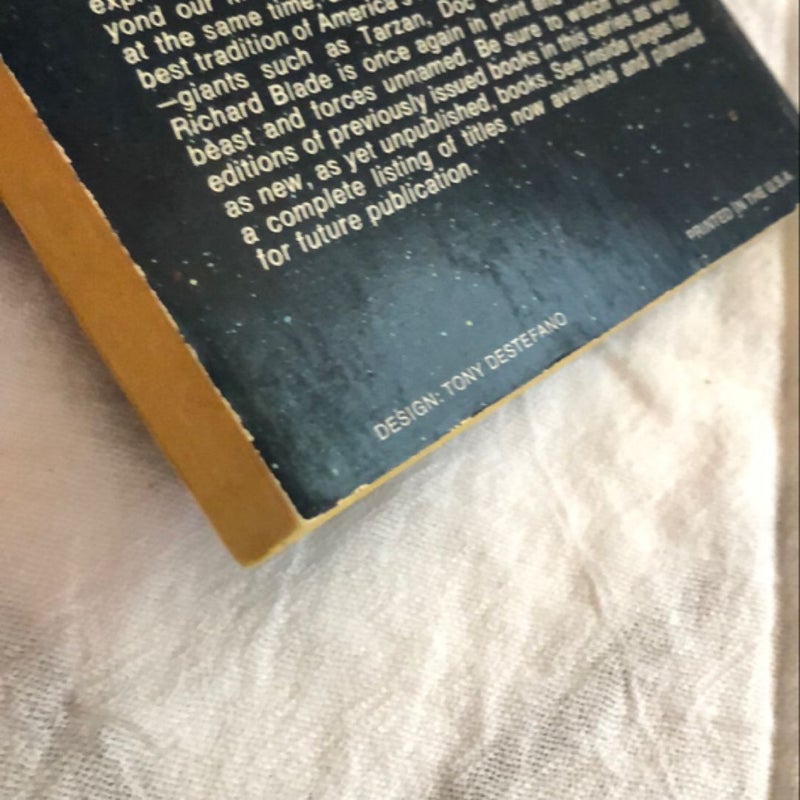 yond our
at the same time,
best tradition of America's
—giants such as Tarzan, Doc
Richard Blade is once again in print and
beast and forces unnamed. Be sure to watch
editions of previously issued books in this series as well
as new, as yet unpublished, books. See inside pages for
a complete listing of titles now available and planned
for future publication.
PRINTED IN THE U.S.A.
DESIGN: TONY DESTEFANO